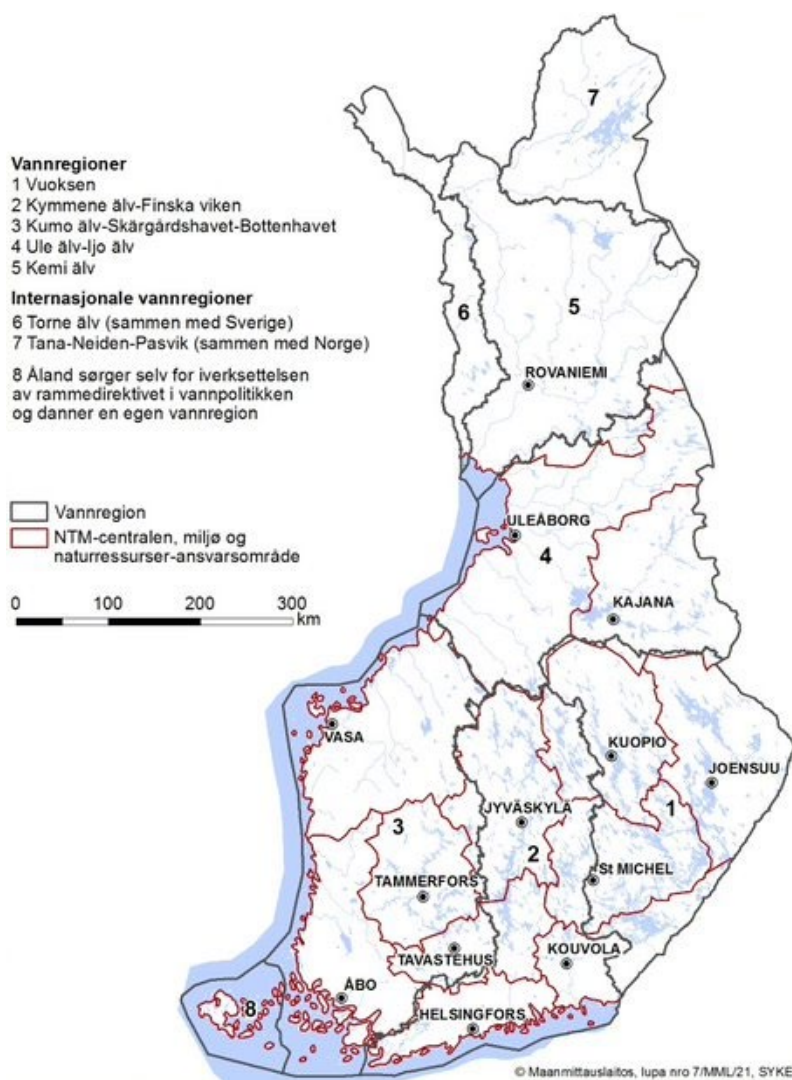 7
Vannregioner
1 Vuoksen
2 Kymmene älv-Finska viken
3 Kumo älv-Skärgårdshavet-Bottenhavet
4 Ule älv-Ijo älv
5 Kemi älv
Internasjonale vannregioner
6 Torne älv (sammen med Sverige)
7 Tana-Neiden-Pasvik (sammen med Norge)
8 Åland sørger selv for iverksettelsen
av rammedirektivet i vannpolitikken
og danner en egen vannregion
6
5
ROVANIEMI
Vannregion
NTM-centralen, miljø og
naturressurser-ansvarsområde
0 100 200 300
km
ULEÅBORG
4
KAJANA
VASA
KUOPIO
JOENSUU
JYVÄSKYLÄ
3
2
1
St MICHEL
TAMMERFORS
TAVASTEHUS
KOUVOLA
ÅBO
8
HELSINGFORS
© Maanmittauslaitos, lupa nro 7/MML/21, SYKE